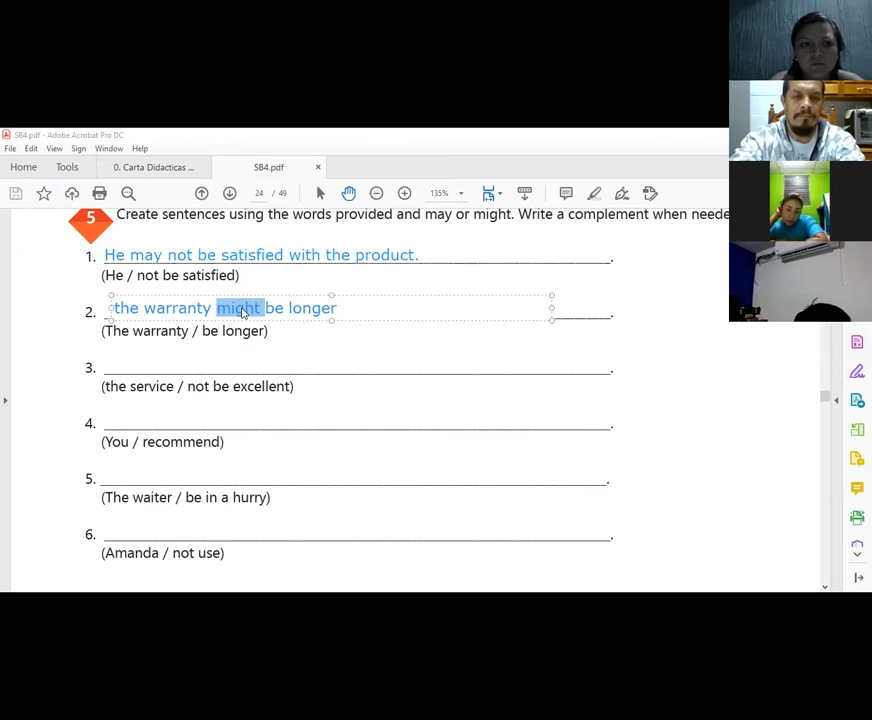 SB4.pdf - Adobe Acrobat Pro DC
File Edit View Sign Window Help
Home Tools 0. Carta Didacticas ... SB4.pdf ×
24 / 49 135%
5 Create sentences using the words provided and may or might. Write a complement when neede
1. He may not be satisfied with the product. .
(He / not be satisfied)
2. the warranty might be longer .
(The warranty / be longer)
3. .
(the service / not be excellent)
4. .
(You / recommend)
5. .
(The waiter / be in a hurry)
6. .
(Amanda / not use)